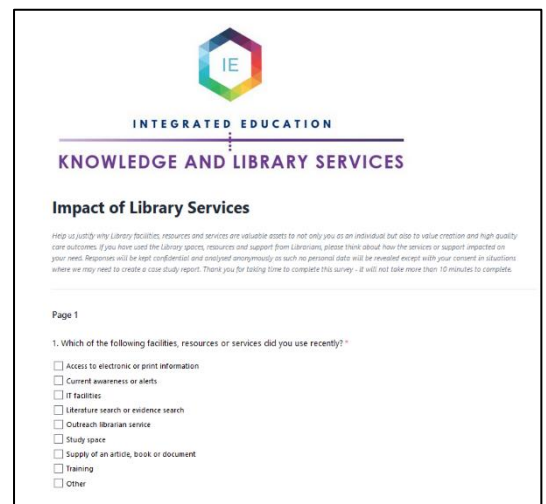 IE
INTEGRATED EDUCATION
KNOWLEDGE AND LIBRARY SERVICES
Impact of Library Services
Help us justify why Library facilities, resources and services are valuable assets to not only you as an individual but also to value creation and high quality
care outcomes. If you have used the Library spaces, resources and support from Librarians, please think about how the services or support impacted on
your need. Responses will be kept confidential and analysed anonymously as such no personal data will be revealed except with your consent in situations
where we may need to create a case study report. Thank you for taking time to complete this survey - it will not take more than 10 minutes to complete.
Page 1
1. Which of the following facilities, resources or services did you use recently? *
Access to electronic or print information
Current awareness or alerts
IT facilities
Literature search or evidence search
Outreach librarian service
Study space
Supply of an article, book or document
Training
Other